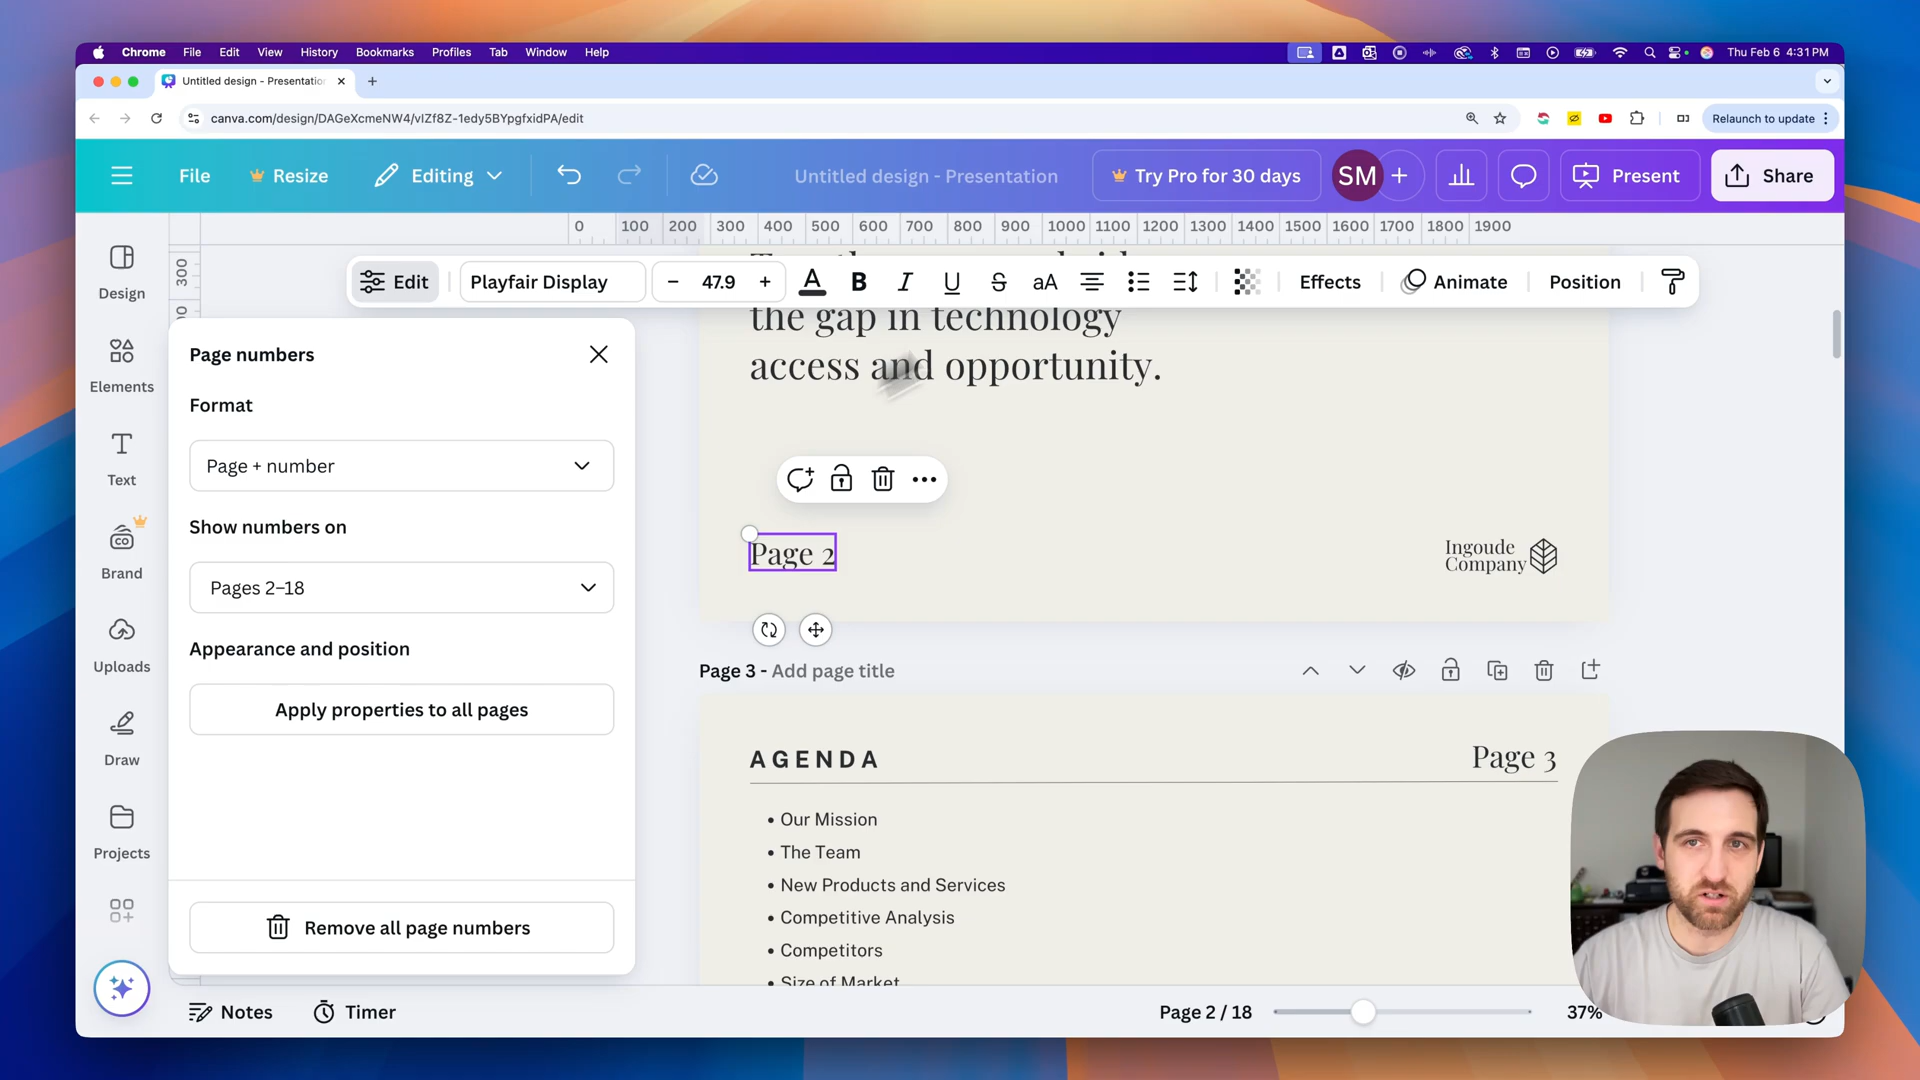 Chrome File Edit View History Bookmarks Profiles Tab Window Help Thu Feb 6 4:31 PM
Untitled design - Presentation
canva.com/design/DAGeXcmeNW4/vIZf8Z-1edy5BYpgfxidPA/edit Relaunch to update
File Resize Editing Untitled design - Presentation Try Pro for 30 days SM + Present Share
0 100 200 300 400 500 600 700 800 900 1000 1100 1200 1300 1400 1500 1600 1700 1800 1900
300
Edit Playfair Display − 47.9 + A B I U S aA Effects Animate Position
Design
Elements
Text
Brand
Uploads
Draw
Projects
Page numbers
Format
Page + number
Show numbers on
Pages 2–18
Appearance and position
Apply properties to all pages
Remove all page numbers
the gap in technology
access and opportunity.
Page 2
Ingoude
Company
Page 3 - Add page title
AGENDA
Page 3
• Our Mission
• The Team
• New Products and Services
• Competitive Analysis
• Competitors
• Size of Market
Notes Timer Page 2 / 18 37%